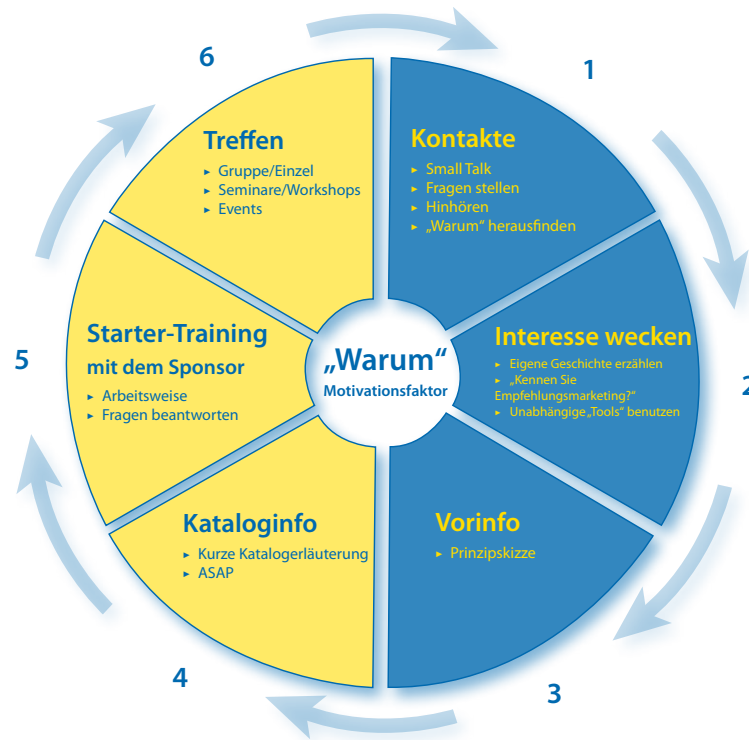 1
Kontakte
► Small Talk
► Fragen stellen
► Hinhören
► „Warum“ herausfinden
2
Interesse wecken
► Eigene Geschichte erzählen
► „Kennen Sie
Empfehlungsmarketing?“
► Unabhängige „Tools“ benutzen
3
Vorinfo
► Prinzipskizze
4
Kataloginfo
► Kurze Katalogerläuterung
► ASAP
5
Starter-Training
mit dem Sponsor
► Arbeitsweise
► Fragen beantworten
6
Treffen
► Gruppe/Einzel
► Seminare/Workshops
► Events
„Warum“
Motivationsfaktor